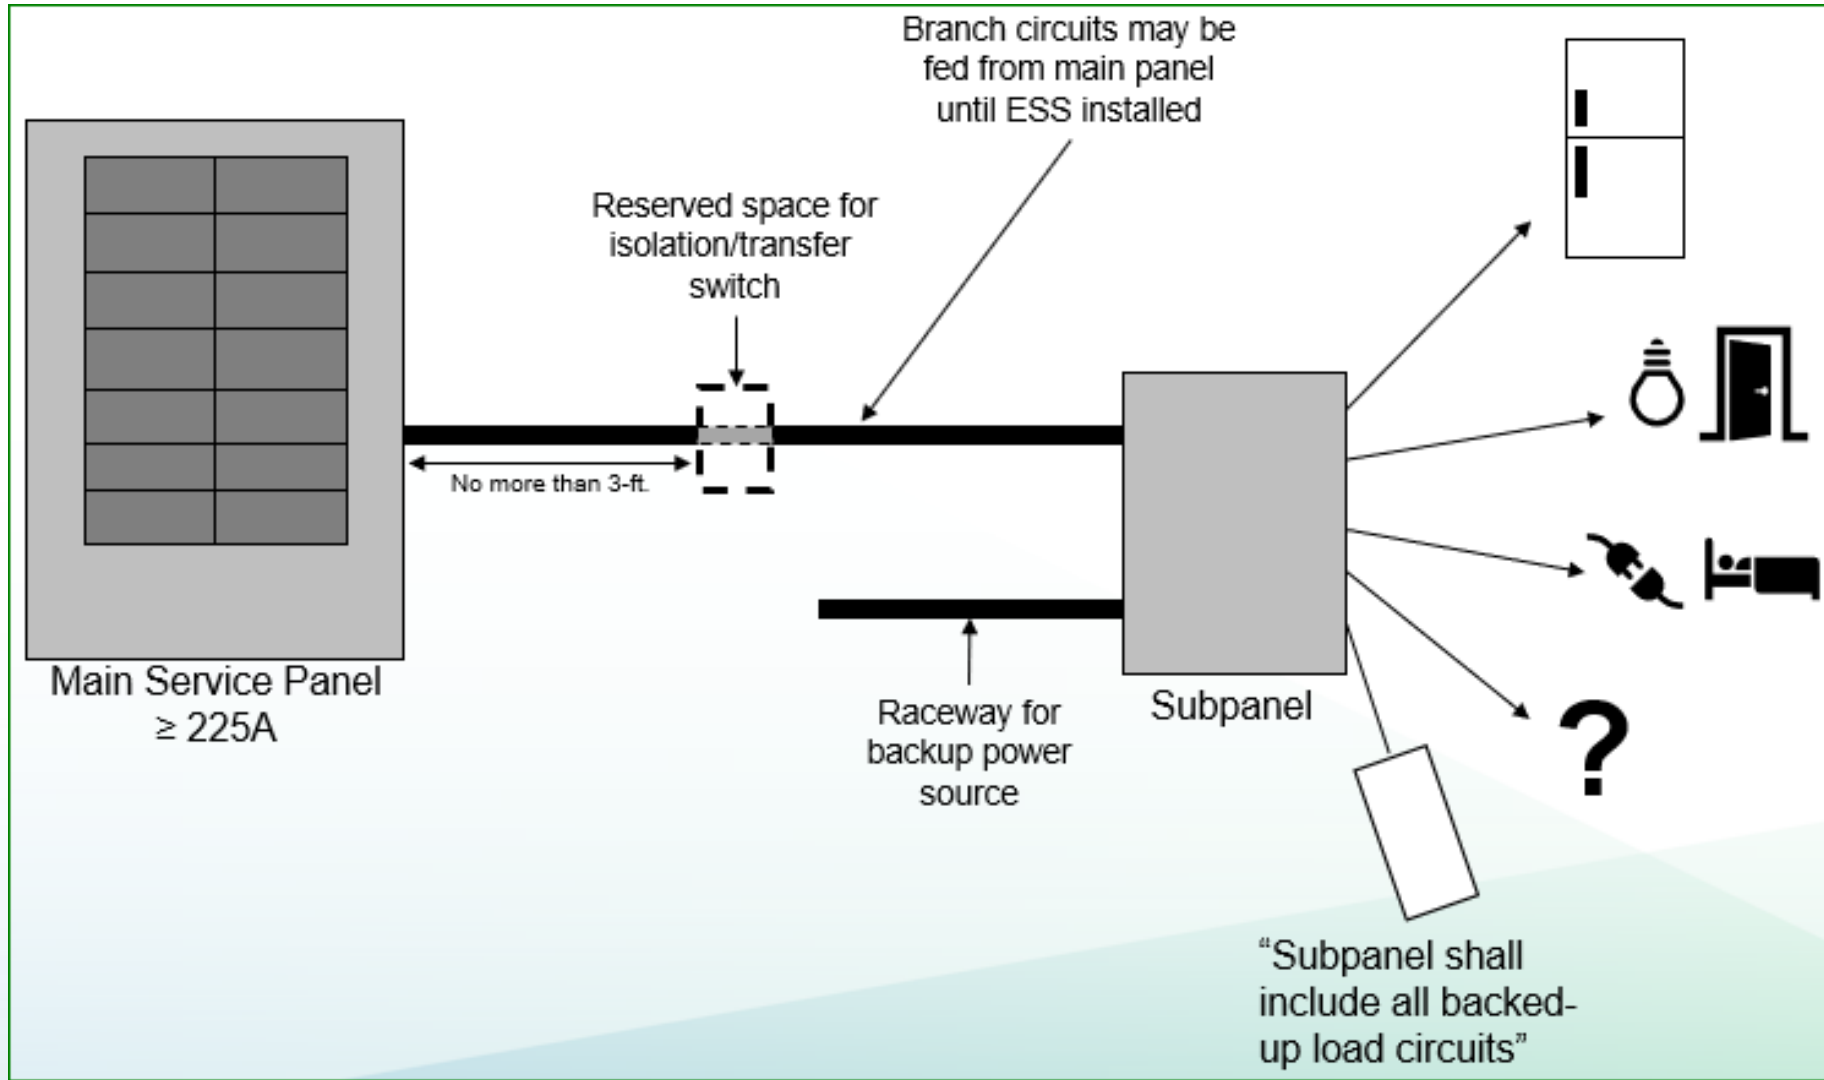 Branch circuits may be
fed from main panel
until ESS installed
Reserved space for
isolation/transfer
switch
No more than 3-ft.
Main Service Panel
≥ 225A
Raceway for
backup power
source
Subpanel
?
“Subpanel shall
include all backed-
up load circuits”